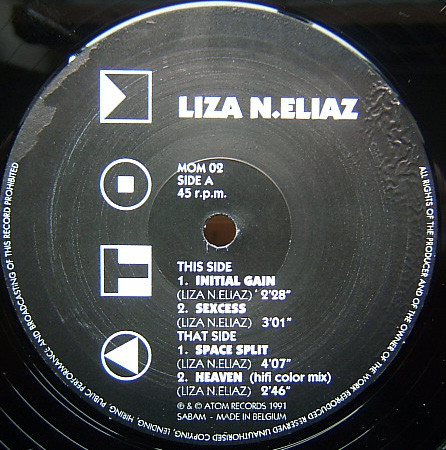 LIZA N.ELIAZ
MOM 02
SIDE A
45 r.p.m.
THIS SIDE
1. INITIAL GAIN
(LIZA N.ELIAZ) 2'28"
2. SEXCESS
(LIZA N.ELIAZ) 3'01"
THAT SIDE
1. SPACE SPLIT
(LIZA N.ELIAZ) 4'07"
2. HEAVEN (hifi color mix)
(LIZA N.ELIAZ) 2'46"
℗ & © ATOM RECORDS 1991
SABAM - MADE IN BELGIUM
ALL RIGHTS OF THE PRODUCER AND OF THE OWNER OF THE WORK REPRODUCED RESERVED UNAUTHORISED COPYING, LENDING, HIRING, PUBLIC PERFORMANCE AND BROADCASTING OF THIS RECORD PROHIBITED